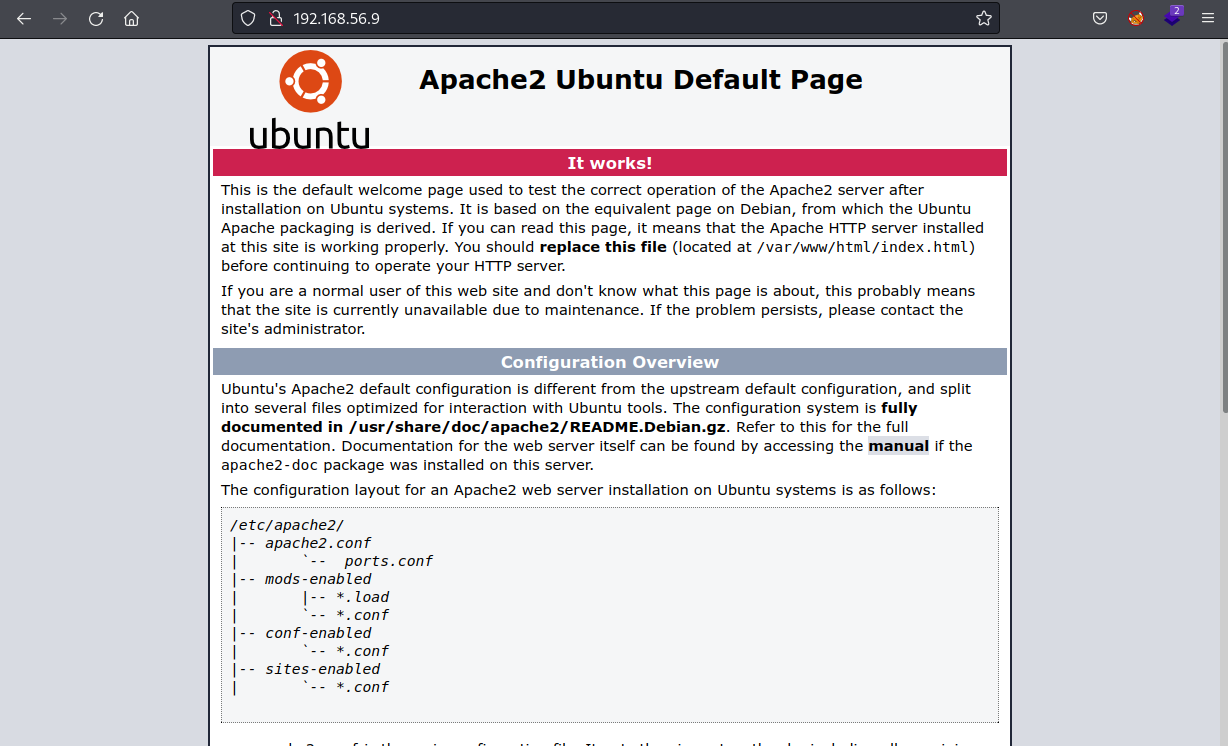 192.168.56.9
2
ubuntu
Apache2 Ubuntu Default Page
It works!
This is the default welcome page used to test the correct operation of the Apache2 server after
installation on Ubuntu systems. It is based on the equivalent page on Debian, from which the Ubuntu
Apache packaging is derived. If you can read this page, it means that the Apache HTTP server installed
at this site is working properly. You should replace this file (located at /var/www/html/index.html)
before continuing to operate your HTTP server.
If you are a normal user of this web site and don't know what this page is about, this probably means
that the site is currently unavailable due to maintenance. If the problem persists, please contact the
site's administrator.
Configuration Overview
Ubuntu's Apache2 default configuration is different from the upstream default configuration, and split
into several files optimized for interaction with Ubuntu tools. The configuration system is fully
documented in /usr/share/doc/apache2/README.Debian.gz. Refer to this for the full
documentation. Documentation for the web server itself can be found by accessing the manual if the
apache2-doc package was installed on this server.
The configuration layout for an Apache2 web server installation on Ubuntu systems is as follows:
/etc/apache2/
|-- apache2.conf
|       `--  ports.conf
|-- mods-enabled
|       |-- *.load
|       `-- *.conf
|-- conf-enabled
|       `-- *.conf
|-- sites-enabled
|       `-- *.conf